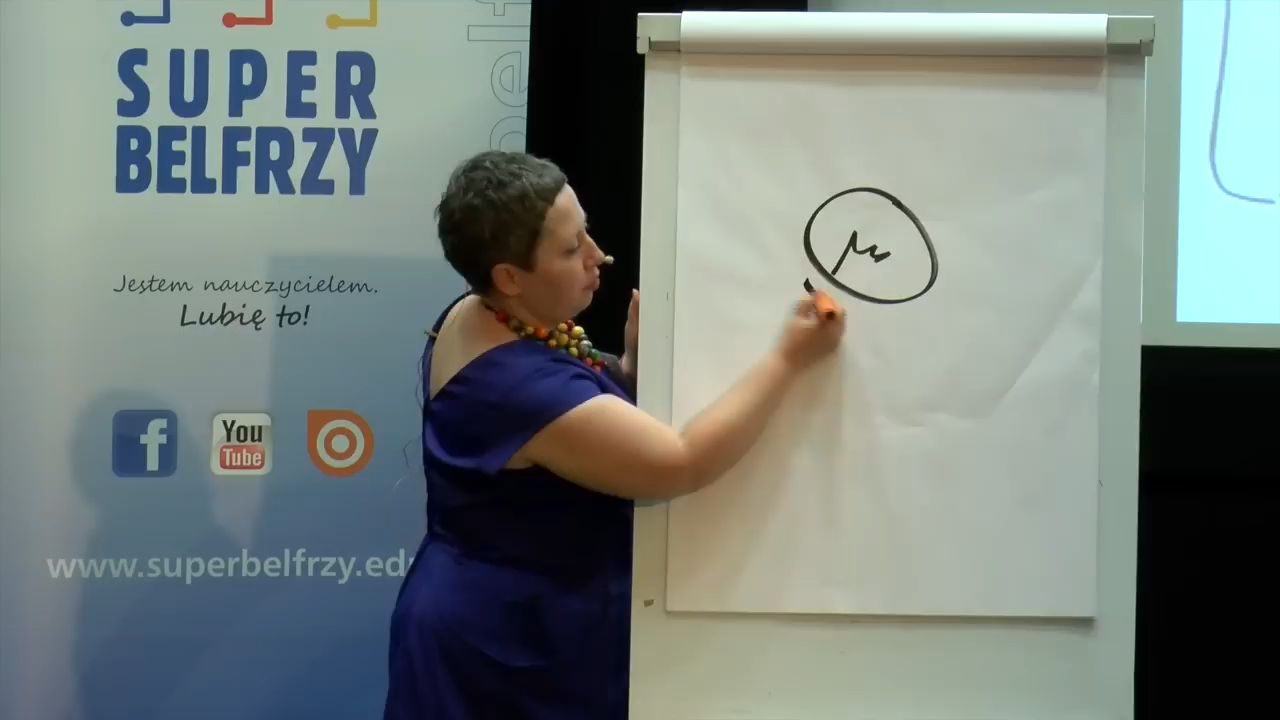 SUPER
BELFRZY
Jestem nauczycielem.
Lubię to!
f
You
Tube
www.superbelfrzy.ed